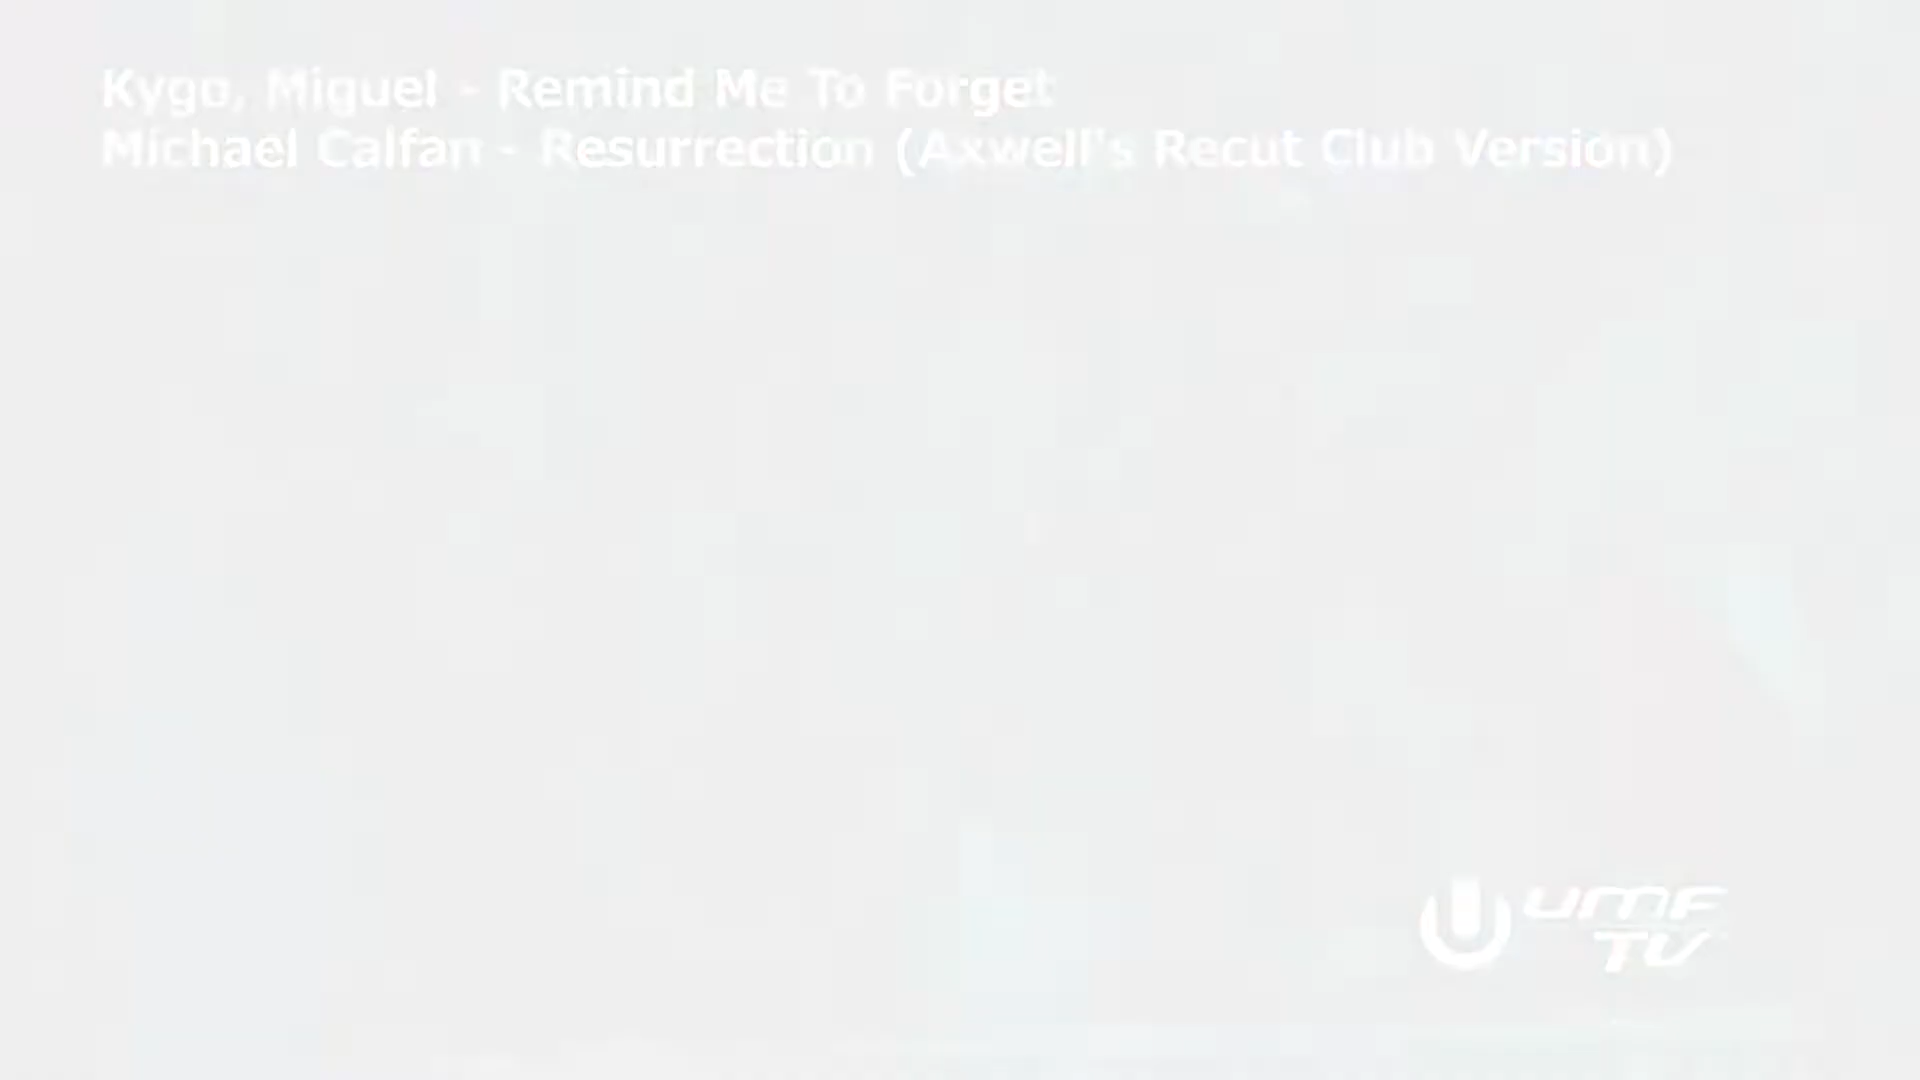 Kygo, Miguel - Remind Me To Forget
Michael Calfan - Resurrection (Axwell's Recut Club Version)
UMF
TV